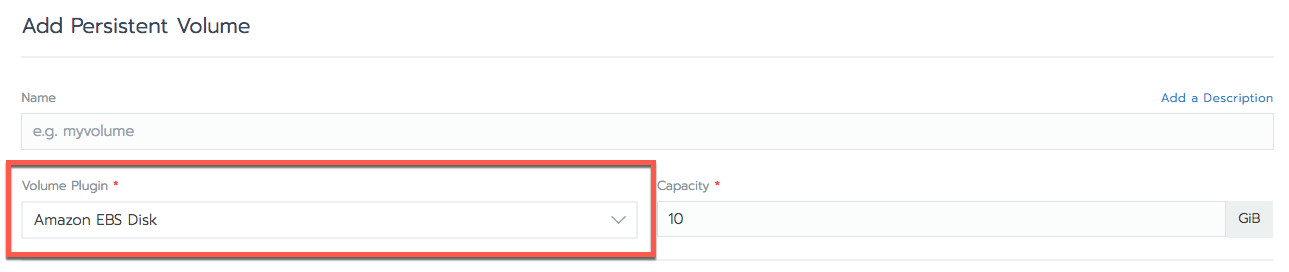 Add Persistent Volume
Name Add a Description
e.g. myvolume
Volume Plugin * Capacity *
Amazon EBS Disk 10 GiB